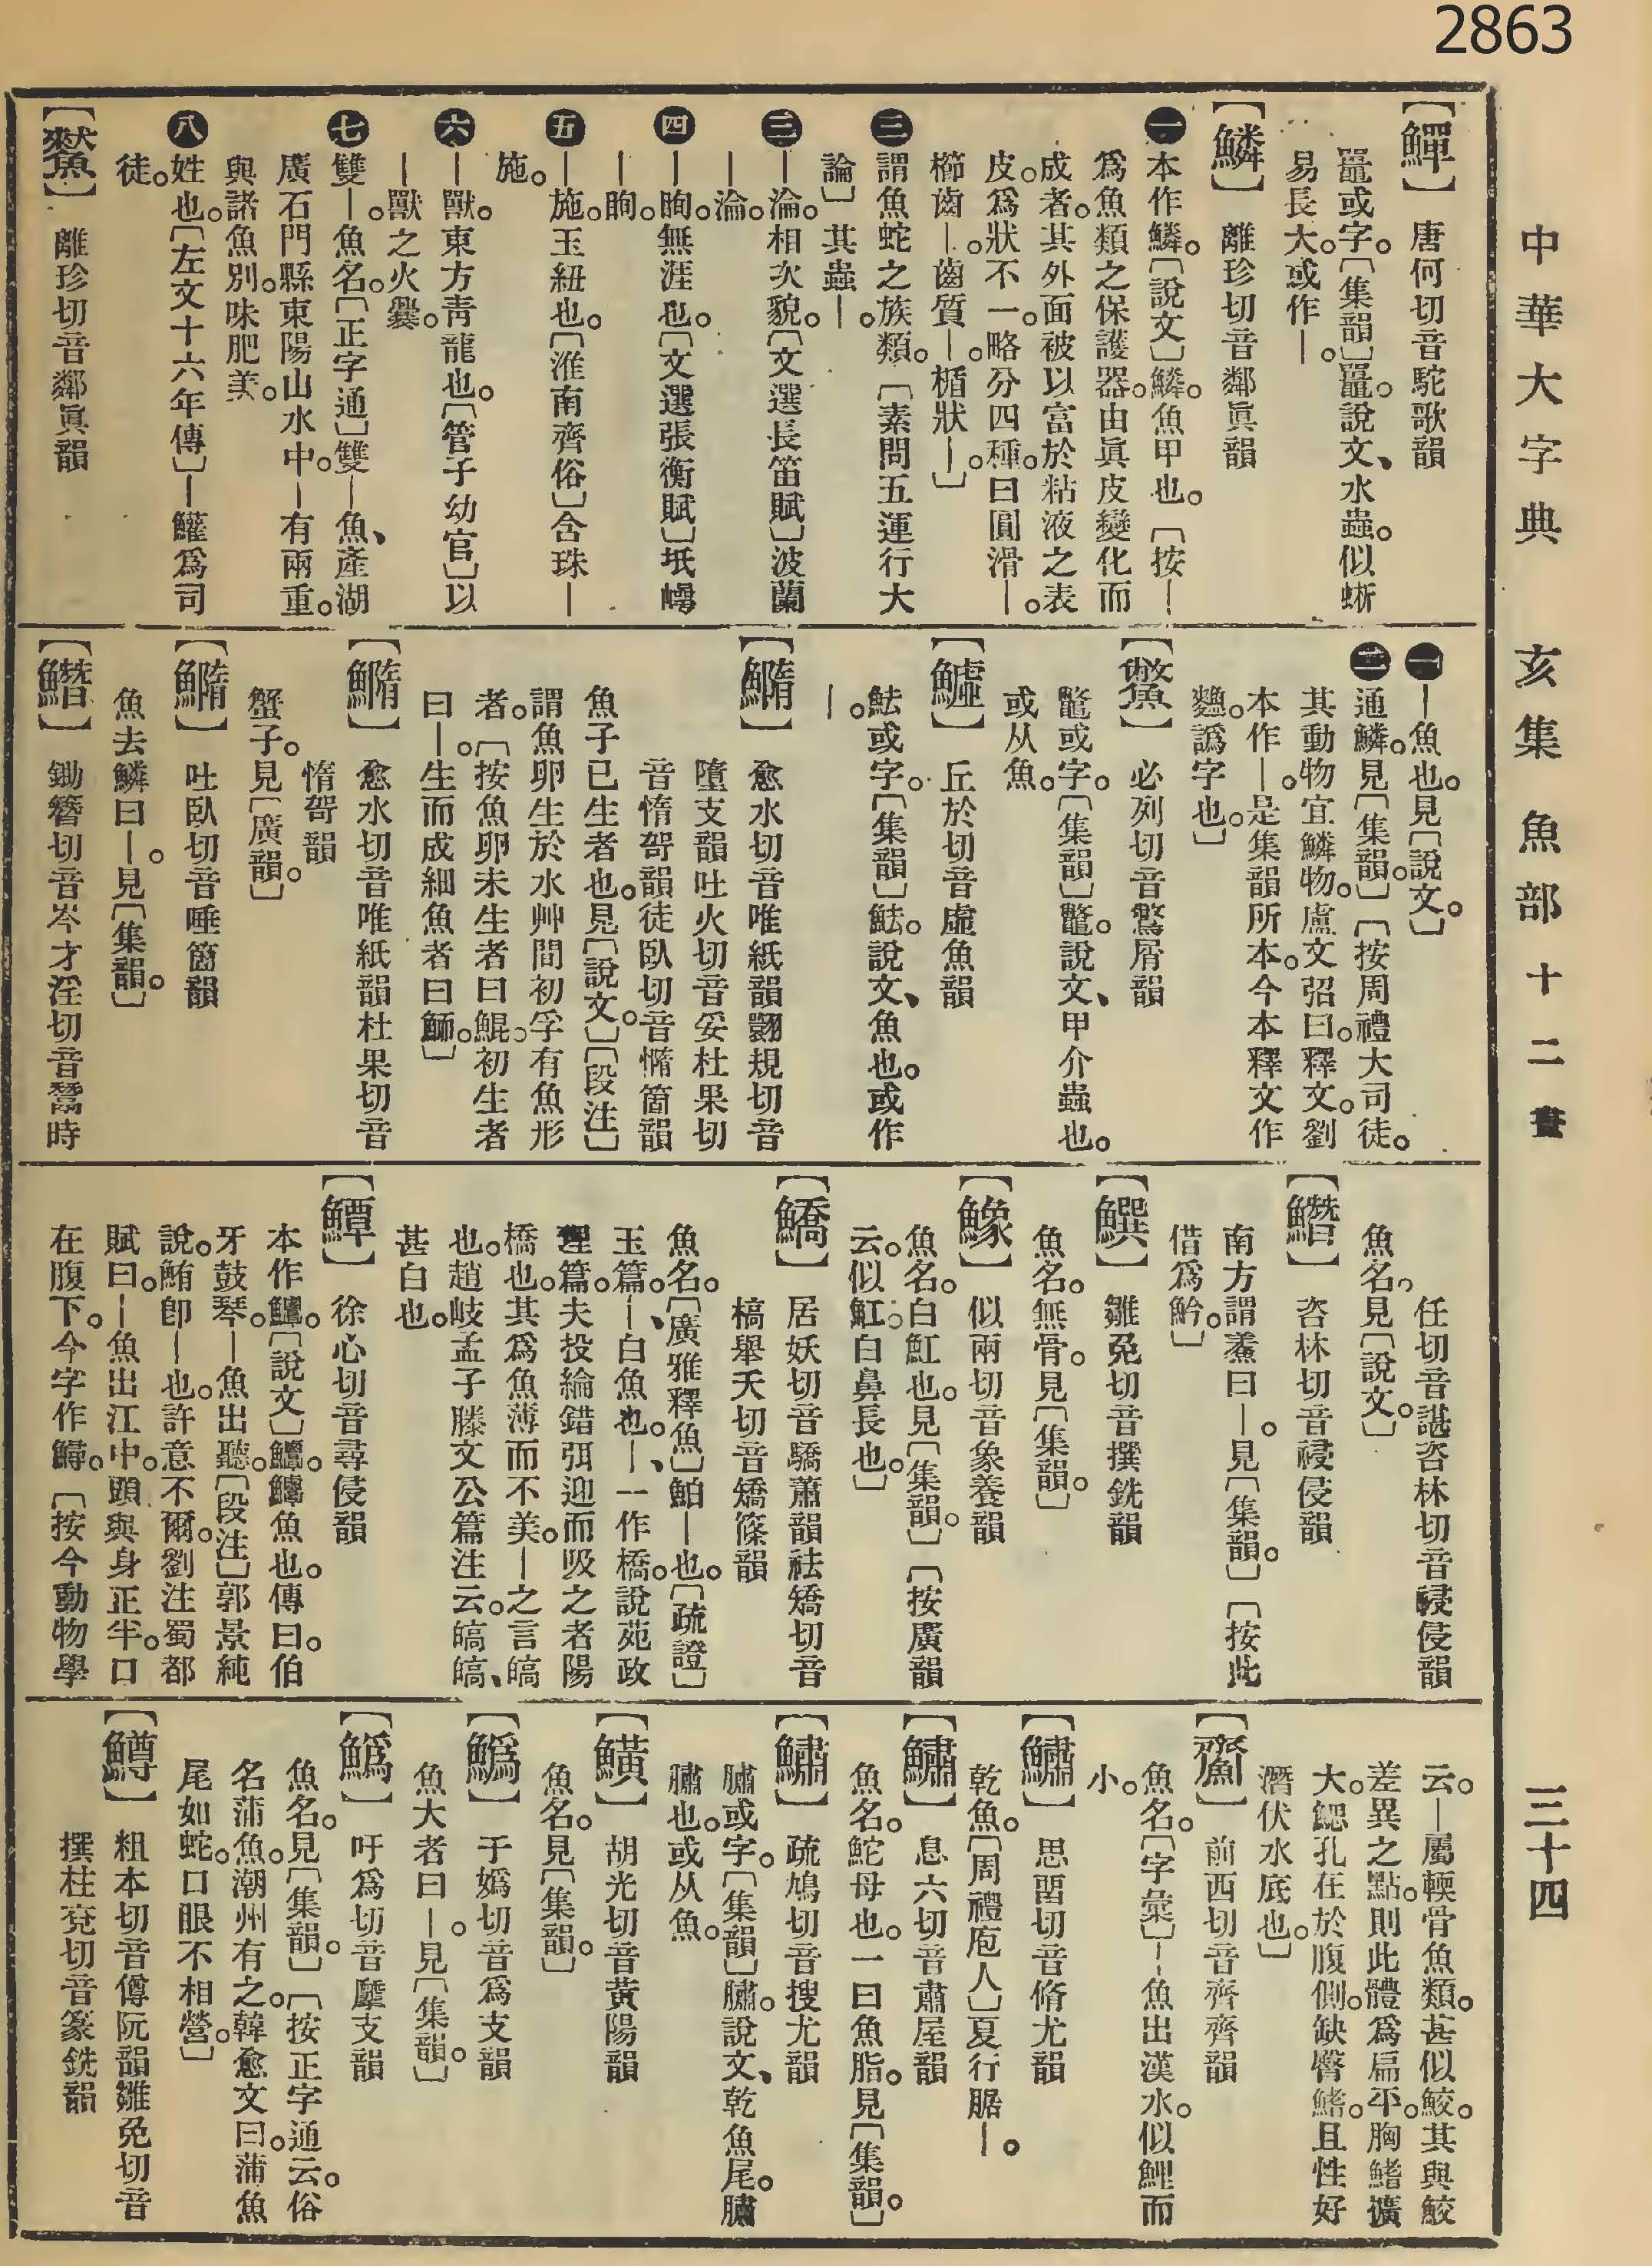 2863
中華大字典 亥集 魚部十二畫 三十四
【鱓】唐何切音駝歌韻
鼉或字。〔集韻〕鼉。說文、水蟲。似蜥
易長大。或作—。
【鱗】離珍切音鄰眞韻
㊀本作鱗。〔說文〕鱗。魚甲也。〔按—
爲魚類之保護器。由眞皮變化而
成者。其外面被以富於粘液之表
皮。爲狀不一。略分四種。曰圓滑—。
櫛齒—。齒質—。楯狀—。〕
㊁謂魚蛇之族類。〔素問五運行大
論〕其蟲—。
㊂—淪。相次貌。〔文選長笛賦〕波蘭
—淪。
㊃—眴。無涯也。〔文選張衡賦〕坻崿
—眴。
㊄—施。玉紐也。〔淮南齊俗〕含珠—
施。
㊅—獸。東方靑龍也。〔管子幼官〕以
—獸之火爨。
㊆雙—。魚名。〔正字通〕雙—魚、產湖
廣石門縣東陽山水中。—有兩重。
與諸魚別。味肥美。
㊇姓也。〔左文十六年傳〕—鱹爲司
徒。
離珍切音鄰眞韻
㊀—魚也。見〔說文。〕
㊁通鱗。見〔集韻。〕〔按周禮大司徒。
其動物宜鱗物。盧文弨曰。釋文。劉
本作—。是集韻所本。今本釋文作
譌字也。〕
【鷩】必列切音驚屑韻
鼈或字。〔集韻〕鼈。說文、甲介蟲也。
或从魚。
【魖】丘於切音虛魚韻
魼或字。〔集韻〕魼。說文、魚也。或作
—。
【鰖】愈水切音唯紙韻翾規切音
墮支韻吐火切音妥杜果切
音惰哿韻徒臥切音惰箇韻
魚子已生者也。見〔說文。〕〔段注〕
謂魚卵生於水艸間初孚有魚形
者。〔按魚卵未生者曰鯤。初生者
曰—。生而成細魚者曰鰤。〕
【鰖】愈水切音唯紙韻杜果切音
惰哿韻
蟹子。見〔廣韻。〕
【鰖】吐臥切音唾箇韻
魚去鱗曰—。見〔集韻。〕
【鱗】鋤簪切音岑才淫切音鬵時
任切音諶咨林切音祲侵韻
魚名。見〔說文。〕
咨林切音祲侵韻
南方謂鮺曰—。見〔集韻。〕〔按此
借爲魿。〕
【鱞】雛免切音撰銑韻
魚名。無骨。見〔集韻。〕
【鱌】似兩切音象養韻
魚名。白魟也。見〔集韻。〕〔按廣韻
云。似魟。白鼻長也。〕
【鱎】居妖切音驕蕭韻祛矯切音
槁舉夭切音矯篠韻
魚名。〔廣雅釋魚〕鮊—也。〔疏證〕
玉篇。—、白魚也。—、一作橋。說苑政
理篇。夫投綸錯弭迎而吸之者陽
橋也。其爲魚薄而不美。—之言皜
也。趙岐孟子滕文公篇注云。皜皜、
甚白也。
【鱏】徐心切音尋侵韻
本作鱏。〔說文〕鱏。鱏魚也。傳曰。伯
牙鼓琴。—魚出聽。〔段注〕郭景純
說。鮪卽—也。許意不爾。劉注蜀都
賦曰。—魚出江中。頭與身正半。口
在腹下。今字作鱘。〔按今動物學
云。—屬輭骨魚類。甚似鮫。其與鮫
差異之點。則此體爲扁平。胸鰭擴
大。鰓孔在於腹側。缺臀鰭。且性好
潛伏水底也。〕
【鱭】前西切音齊齊韻
魚名。〔字彙〕—魚出漢水。似鯉而
小。
【鱐】思留切音脩尤韻
乾魚。〔周禮庖人〕夏行腒—。
【鱐】息六切音肅屋韻
魚名。鮀母也。一曰魚脂。見〔集韻。〕
【鱐】疏鳩切音搜尤韻
䐹或字。〔集韻〕䐹。說文、乾魚尾。䐹
䐹也。或从魚。
【鱑】胡光切音黃陽韻
魚名。見〔集韻。〕
【鰞】于嬀切音爲支韻
魚大者曰—。見〔集韻。〕
吁爲切音麾支韻
魚名。見〔集韻。〕〔按正字通云。俗
名蒲魚。潮州有之。韓愈文曰。蒲魚
尾如蛇。口眼不相營。〕
【鱒】粗本切音僔阮韻雛免切音
撰柱兗切音篆銑韻